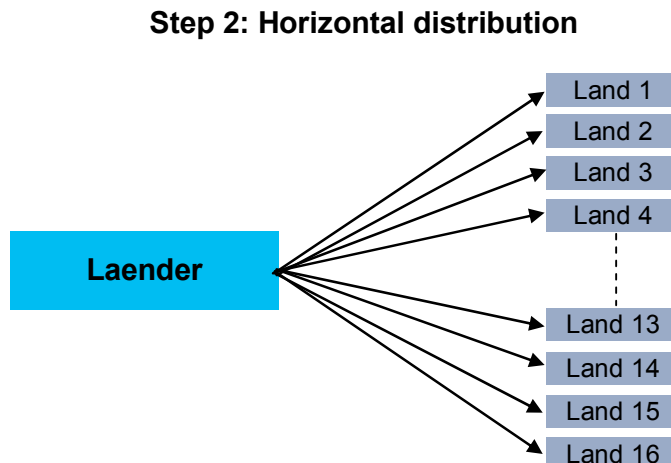 Step 2: Horizontal distribution
Land 1
Land 2
Land 3
Land 4
Laender
Land 13
Land 14
Land 15
Land 16